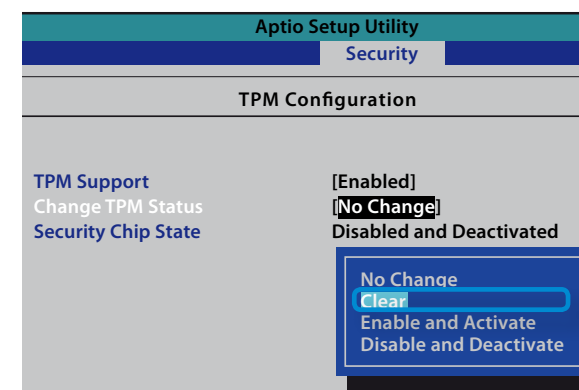 Aptio Setup Utility
Security
TPM Configuration
TPM Support [Enabled]
Change TPM Status [No Change]
Security Chip State Disabled and Deactivated
No Change
Clear
Enable and Activate
Disable and Deactivate